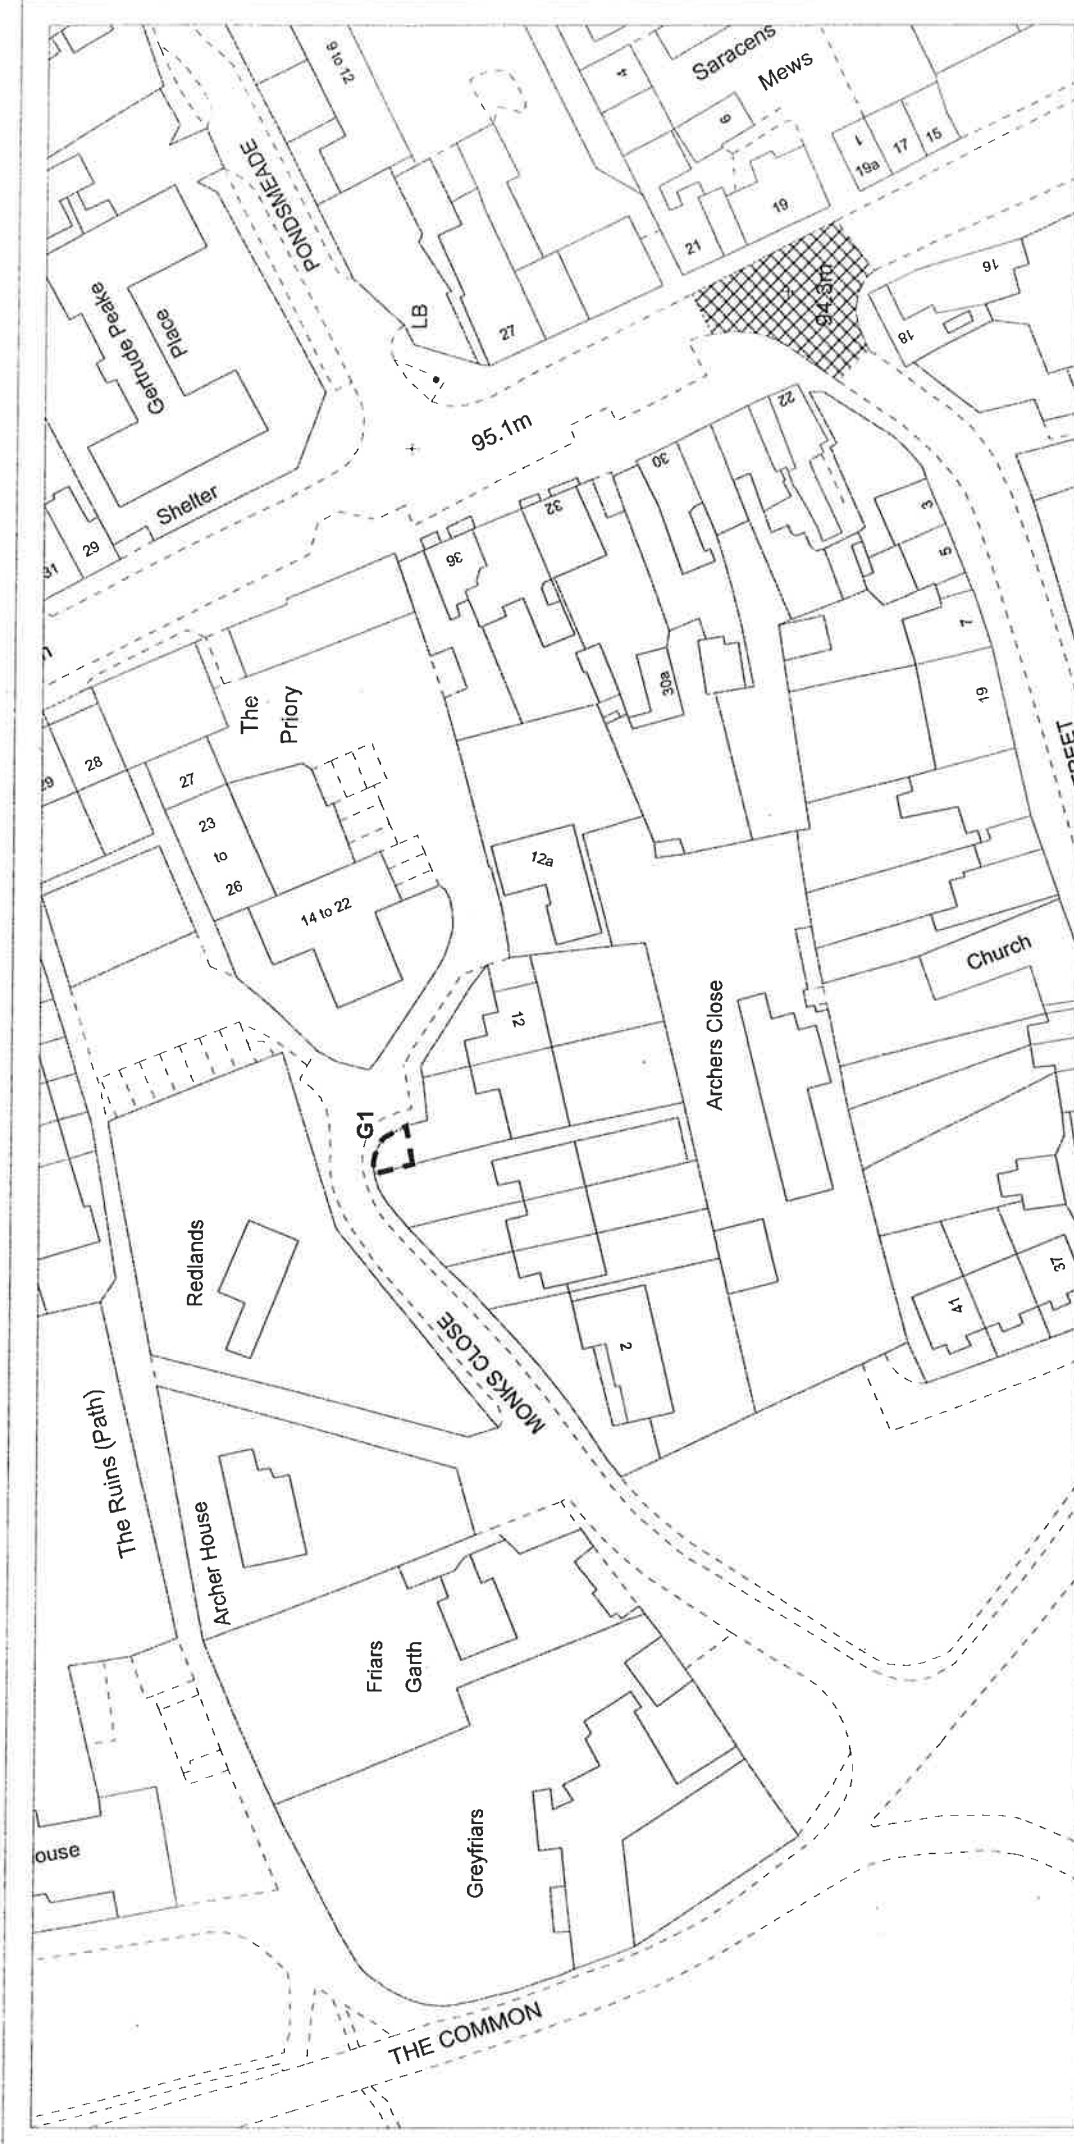 9 to 12
4
Saracens
Mews
6
1
19a
17
15
PONDSMEADE
19
21
94.3m
16
18
Gertrude Peake
Place
LB
27
95.1m
22
Shelter
31
29
30
32
36
3
5
7
19
The
Priory
30a
29
28
27
23
to
26
14 to 22
12a
12
Church
Archers Close
G1
Redlands
MONKS CLOSE
2
41
37
The Ruins (Path)
Archer House
Friars
Garth
Greyfriars
ouse
THE COMMON